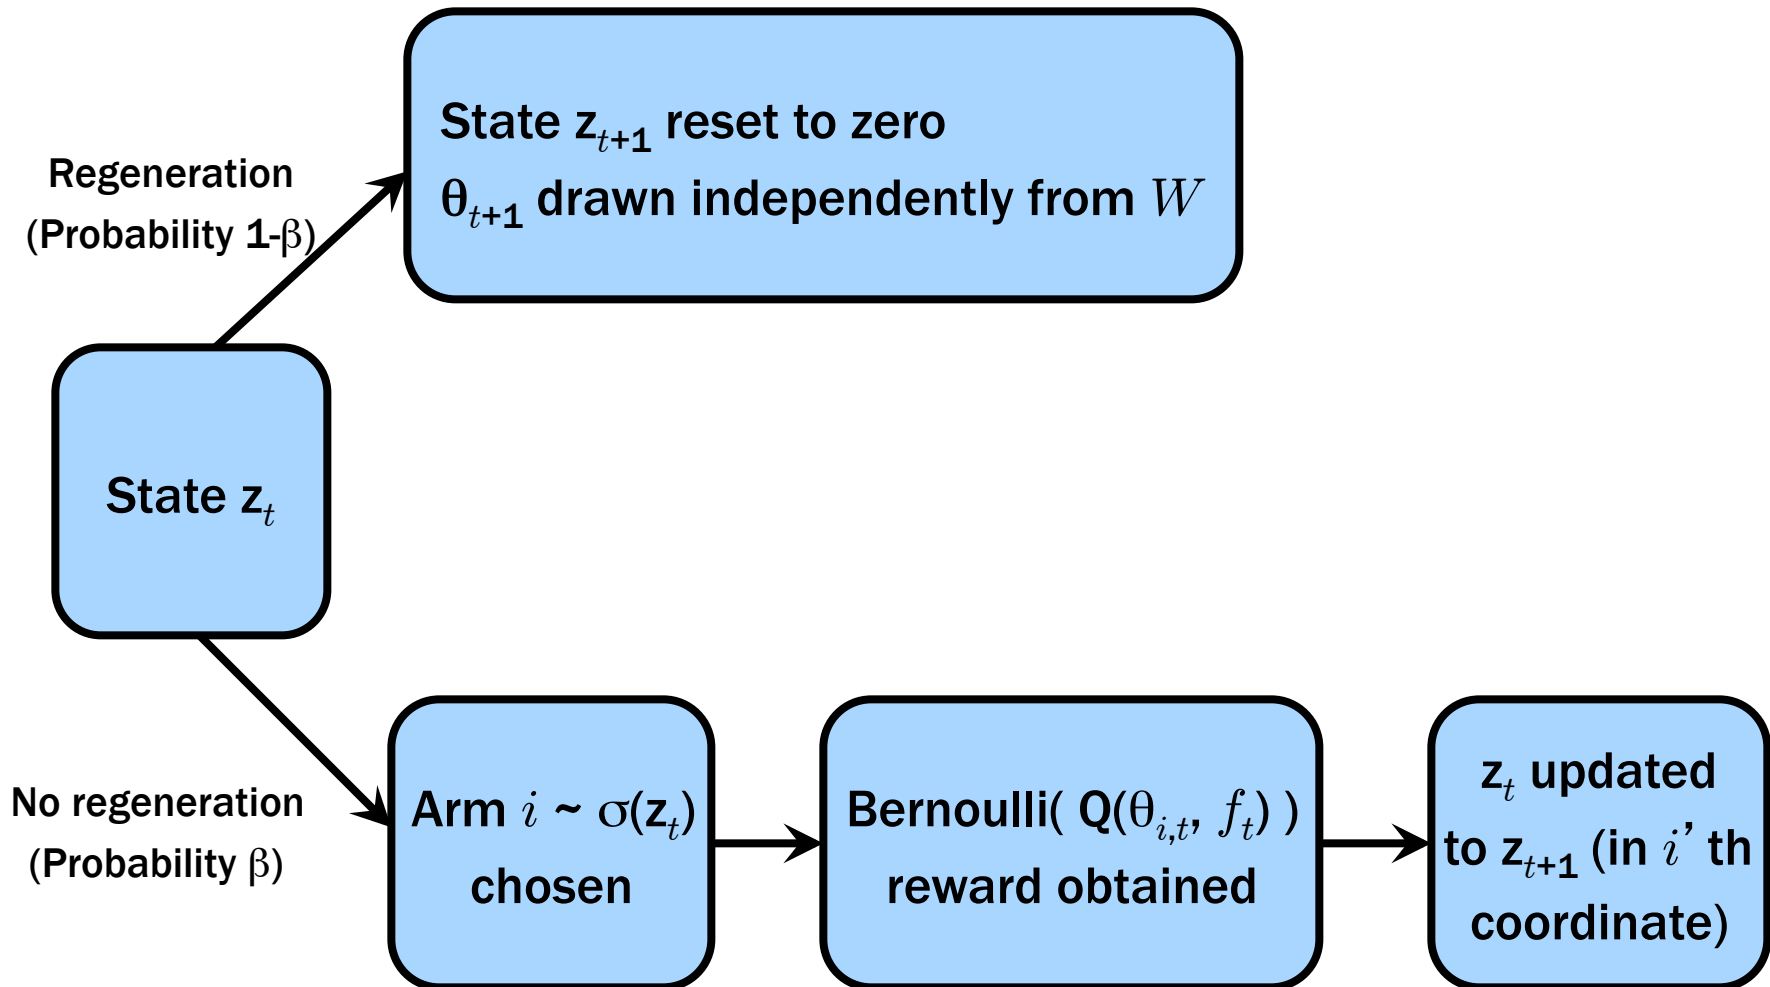 State z_{t+1} reset to zero
θ_{t+1} drawn independently from W
Regeneration
(Probability 1-β)
State z_t
No regeneration
(Probability β)
Arm i ~ σ(z_t)
chosen
Bernoulli( Q(θ_{i,t}, f_t) )
reward obtained
z_t updated
to z_{t+1} (in i’ th
coordinate)